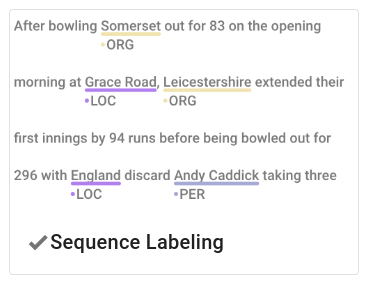 After bowling Somerset out for 83 on the opening
•ORG
morning at Grace Road, Leicestershire extended their
•LOC •ORG
first innings by 94 runs before being bowled out for
296 with England discard Andy Caddick taking three
•LOC •PER
✓ Sequence Labeling